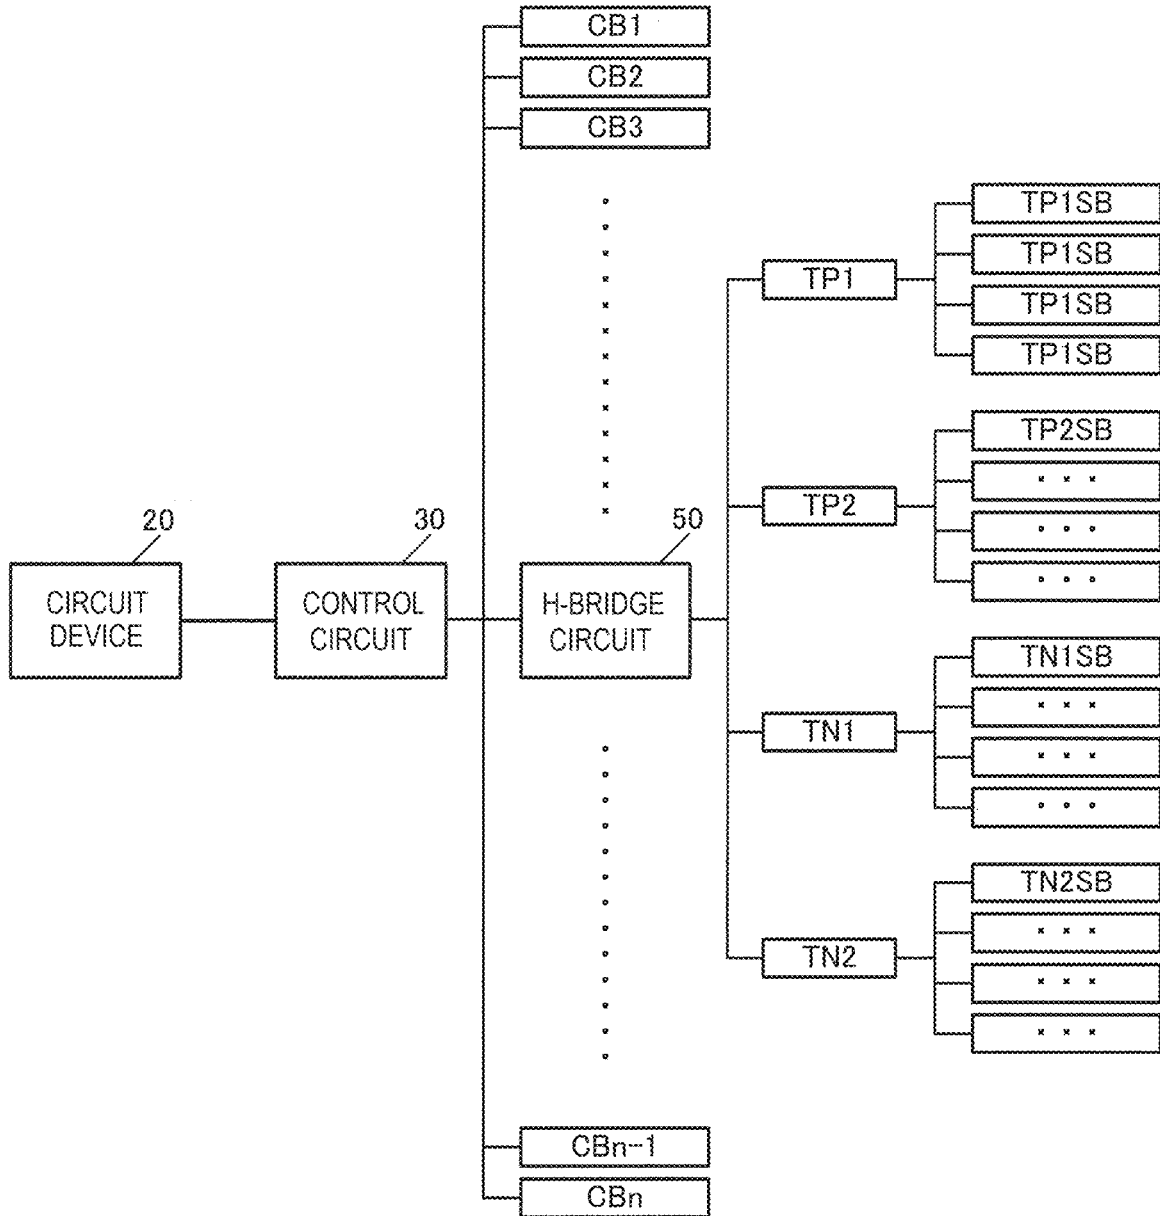 CB1
CB2
CB3
TP1SB
TP1SB
TP1
TP1SB
TP1SB
TP2SB
TP2
20
30
50
CIRCUIT
DEVICE
CONTROL
CIRCUIT
H-BRIDGE
CIRCUIT
TN1SB
TN1
TN2SB
TN2
CBn-1
CBn